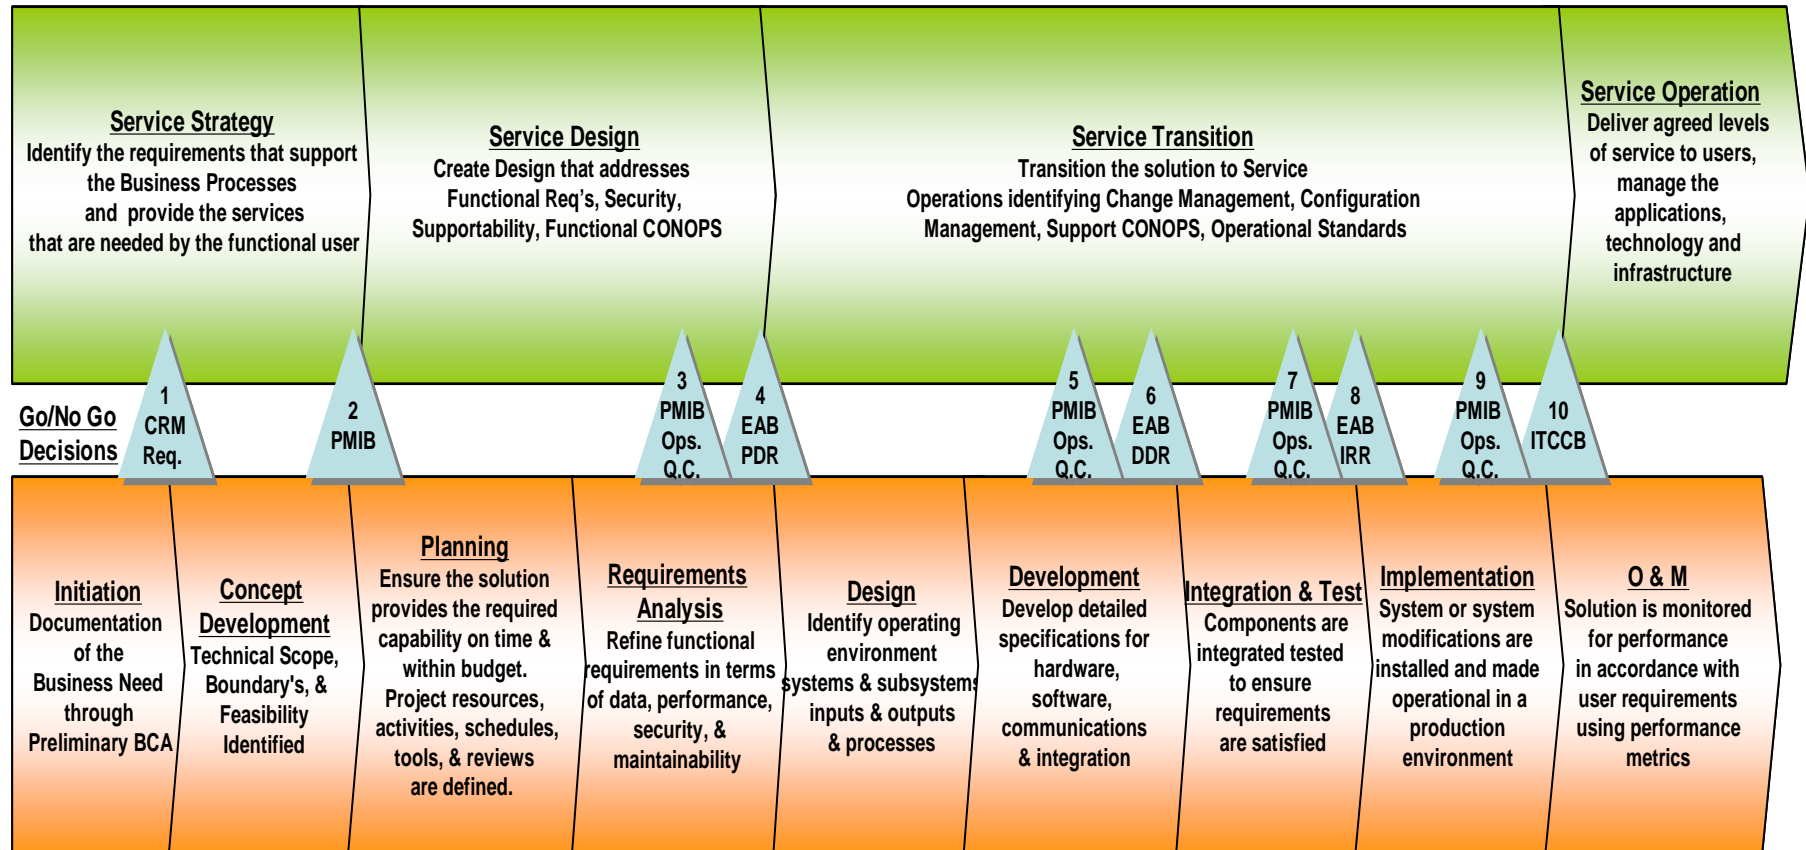 Service Strategy
Identify the requirements that support
the Business Processes
and provide the services
that are needed by the functional user
Service Design
Create Design that addresses
Functional Req's, Security,
Supportability, Functional CONOPS
Service Transition
Transition the solution to Service
Operations identifying Change Management, Configuration
Management, Support CONOPS, Operational Standards
Service Operation
Deliver agreed levels
of service to users,
manage the
applications,
technology and
infrastructure
Go/No Go
Decisions
1
CRM
Req.
2
PMIB
3
PMIB
Ops.
Q.C.
4
EAB
PDR
5
PMIB
Ops.
Q.C.
6
EAB
DDR
7
PMIB
Ops.
Q.C.
8
EAB
IRR
9
PMIB
Ops.
Q.C.
10
ITCCB
Initiation
Documentation
of the
Business Need
through
Preliminary BCA
Concept
Development
Technical Scope,
Boundary's, &
Feasibility
Identified
Planning
Ensure the solution
provides the required
capability on time &
within budget.
Project resources,
activities, schedules,
tools, & reviews
are defined.
Requirements
Analysis
Refine functional
requirements in terms
of data, performance,
security, &
maintainability
Design
Identify operating
environment
systems & subsystems
inputs & outputs
& processes
Development
Develop detailed
specifications for
hardware,
software,
communications
& integration
Integration & Test
Components are
integrated tested
to ensure
requirements
are satisfied
Implementation
System or system
modifications are
installed and made
operational in a
production
environment
O & M
Solution is monitored
for performance
in accordance with
user requirements
using performance
metrics